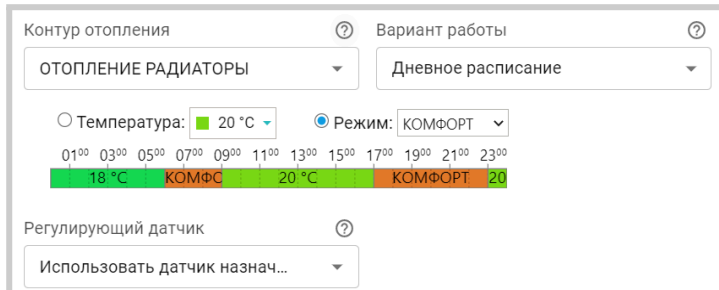 Контур отопления
Вариант работы
ОТОПЛЕНИЕ РАДИАТОРЫ
Дневное расписание
Температура: 20 °C Режим: КОМФОРТ
01⁰⁰ 03⁰⁰ 05⁰⁰ 07⁰⁰ 09⁰⁰ 11⁰⁰ 13⁰⁰ 15⁰⁰ 17⁰⁰ 19⁰⁰ 21⁰⁰ 23⁰⁰
18 °C КОМФС 20 °C КОМФОРТ 20
Регулирующий датчик
Использовать датчик назнач...